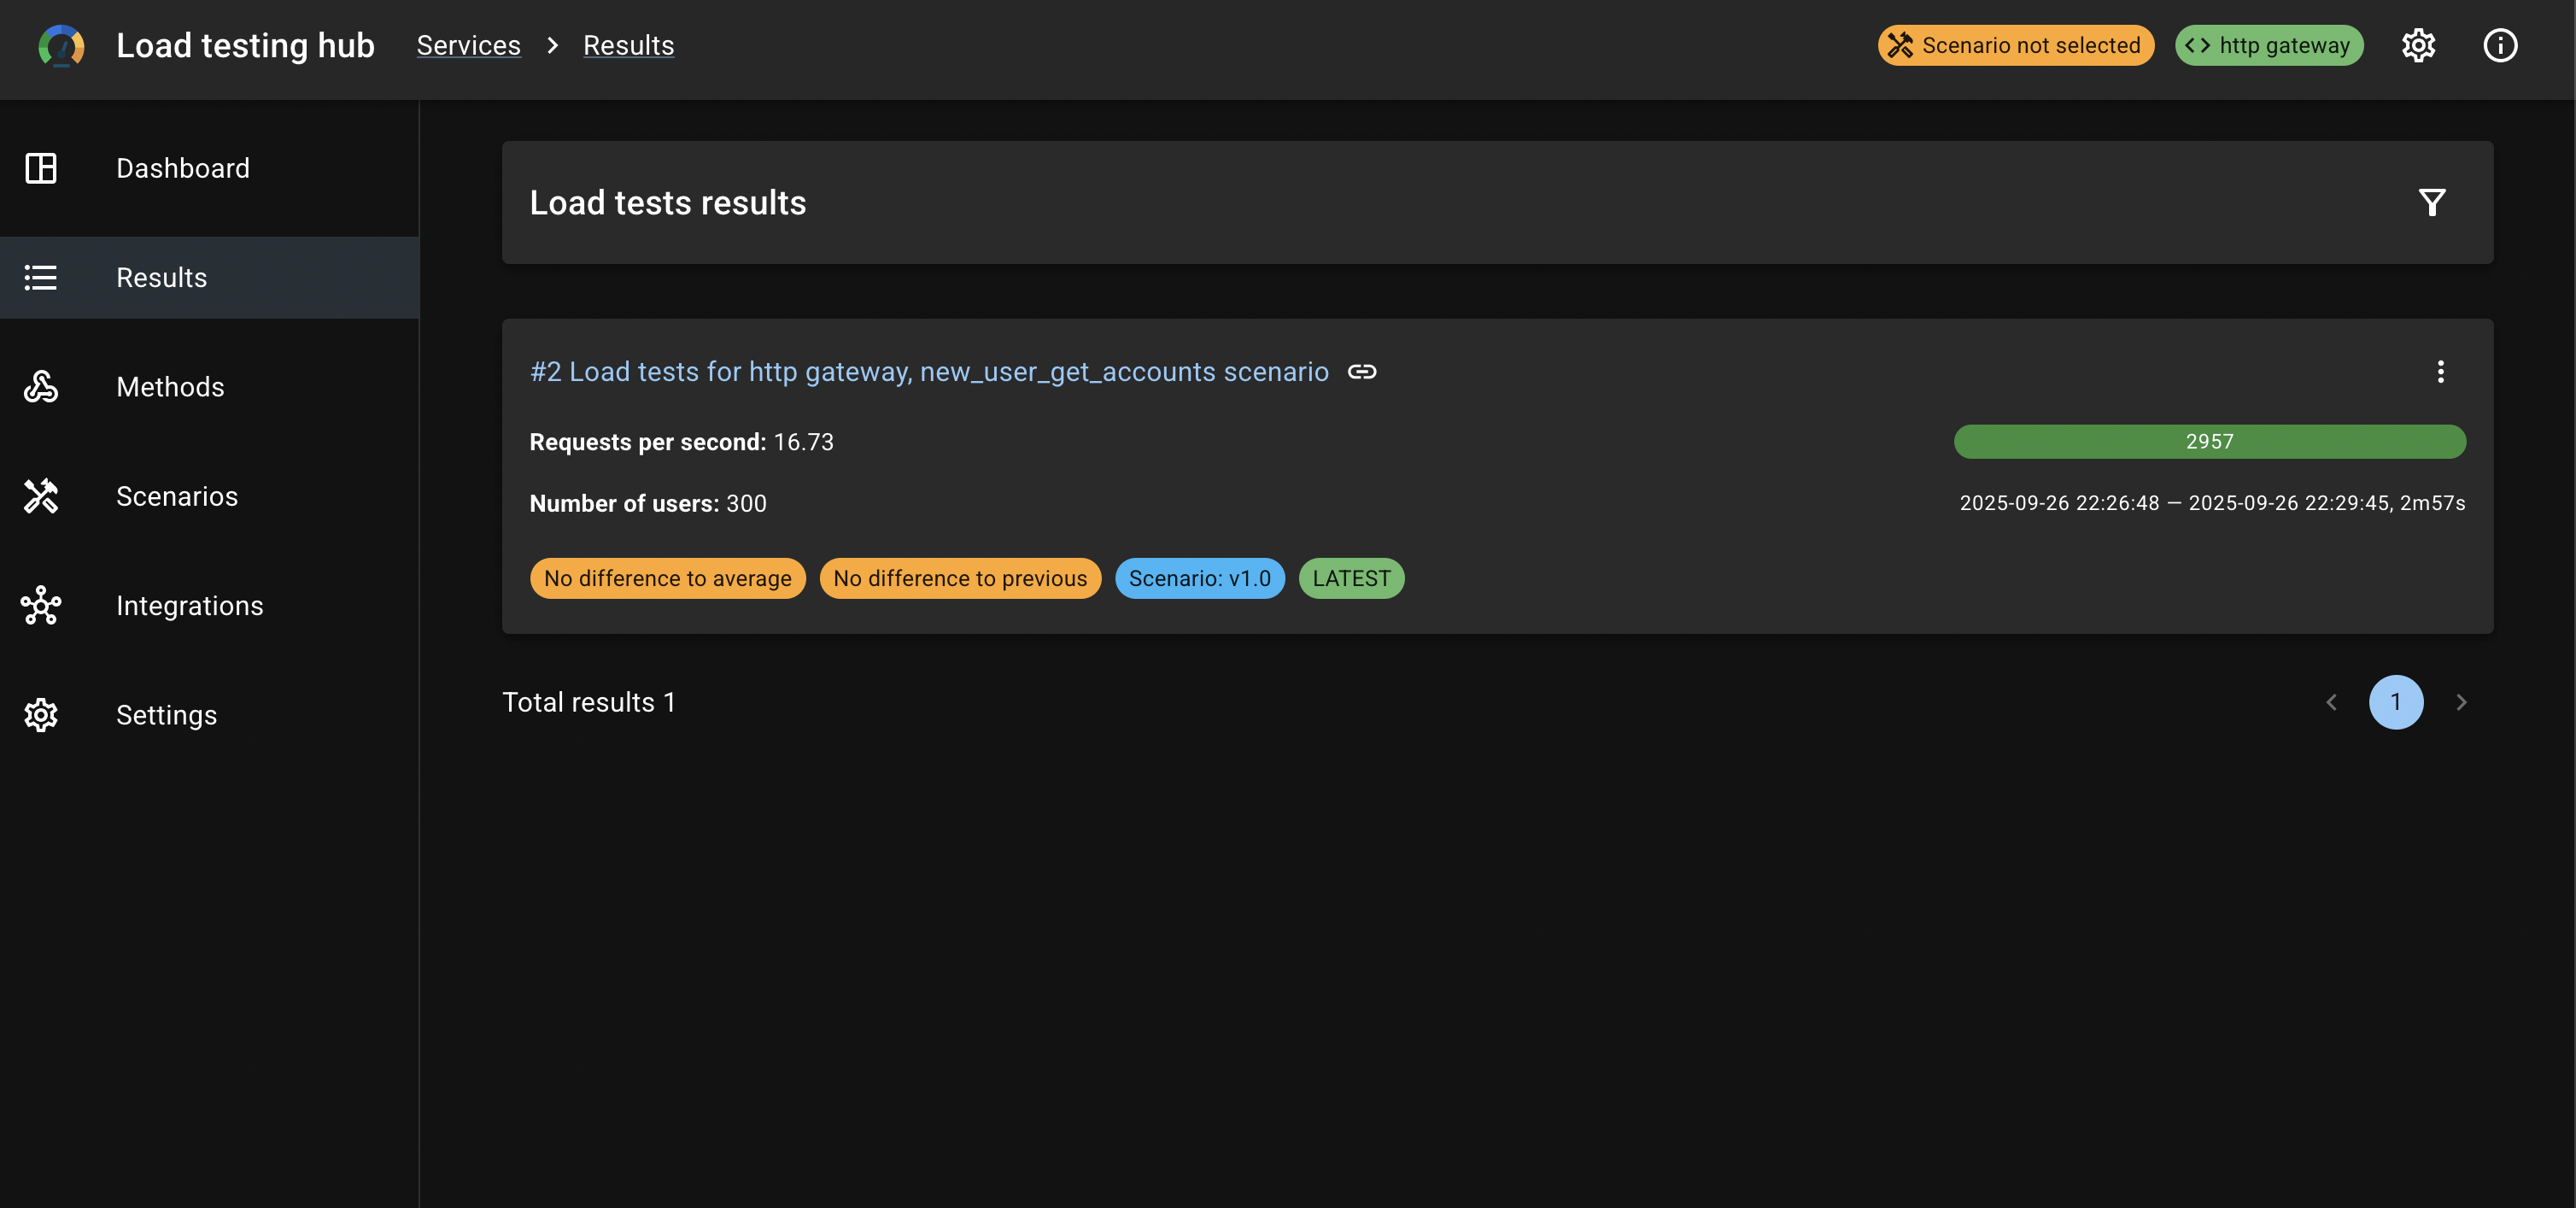 Load testing hub
Services > Results
Scenario not selected
<> http gateway
Dashboard
Results
Methods
Scenarios
Integrations
Settings
Load tests results
#2 Load tests for http gateway, new_user_get_accounts scenario
Requests per second: 16.73
2957
Number of users: 300
2025-09-26 22:26:48 — 2025-09-26 22:29:45, 2m57s
No difference to average
No difference to previous
Scenario: v1.0
LATEST
Total results 1
1